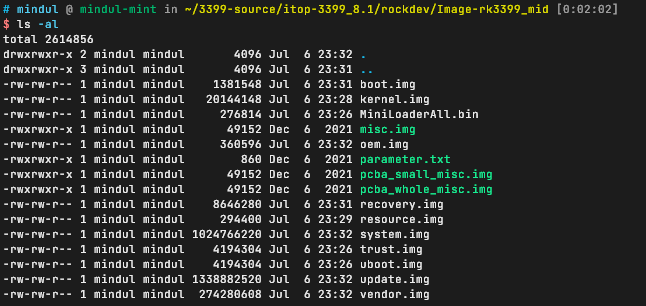 # mindul @ mindul-mint in ~/3399-source/itop-3399_8.1/rockdev/Image-rk3399_mid [0:02:02]
$ ls -al
total 2614856
drwxrwxr-x 2 mindul mindul       4096 Jul  6 23:32 .
drwxrwxr-x 3 mindul mindul       4096 Jul  6 23:31 ..
-rw-rw-r-- 1 mindul mindul    1381548 Jul  6 23:31 boot.img
-rw-rw-r-- 1 mindul mindul   20144148 Jul  6 23:28 kernel.img
-rw-rw-r-- 1 mindul mindul     276814 Jul  6 23:26 MiniLoaderAll.bin
-rwxrwxr-x 1 mindul mindul      49152 Dec  6  2021 misc.img
-rw-rw-r-- 1 mindul mindul     360596 Jul  6 23:32 oem.img
-rwxrwxr-x 1 mindul mindul        860 Dec  6  2021 parameter.txt
-rwxrwxr-x 1 mindul mindul      49152 Dec  6  2021 pcba_small_misc.img
-rwxrwxr-x 1 mindul mindul      49152 Dec  6  2021 pcba_whole_misc.img
-rw-rw-r-- 1 mindul mindul    8646280 Jul  6 23:31 recovery.img
-rw-rw-r-- 1 mindul mindul     294400 Jul  6 23:29 resource.img
-rw-rw-r-- 1 mindul mindul 1024766220 Jul  6 23:32 system.img
-rw-rw-r-- 1 mindul mindul    4194304 Jul  6 23:26 trust.img
-rw-rw-r-- 1 mindul mindul    4194304 Jul  6 23:26 uboot.img
-rw-rw-r-- 1 mindul mindul 1338882520 Jul  6 23:32 update.img
-rw-rw-r-- 1 mindul mindul  274280608 Jul  6 23:32 vendor.img